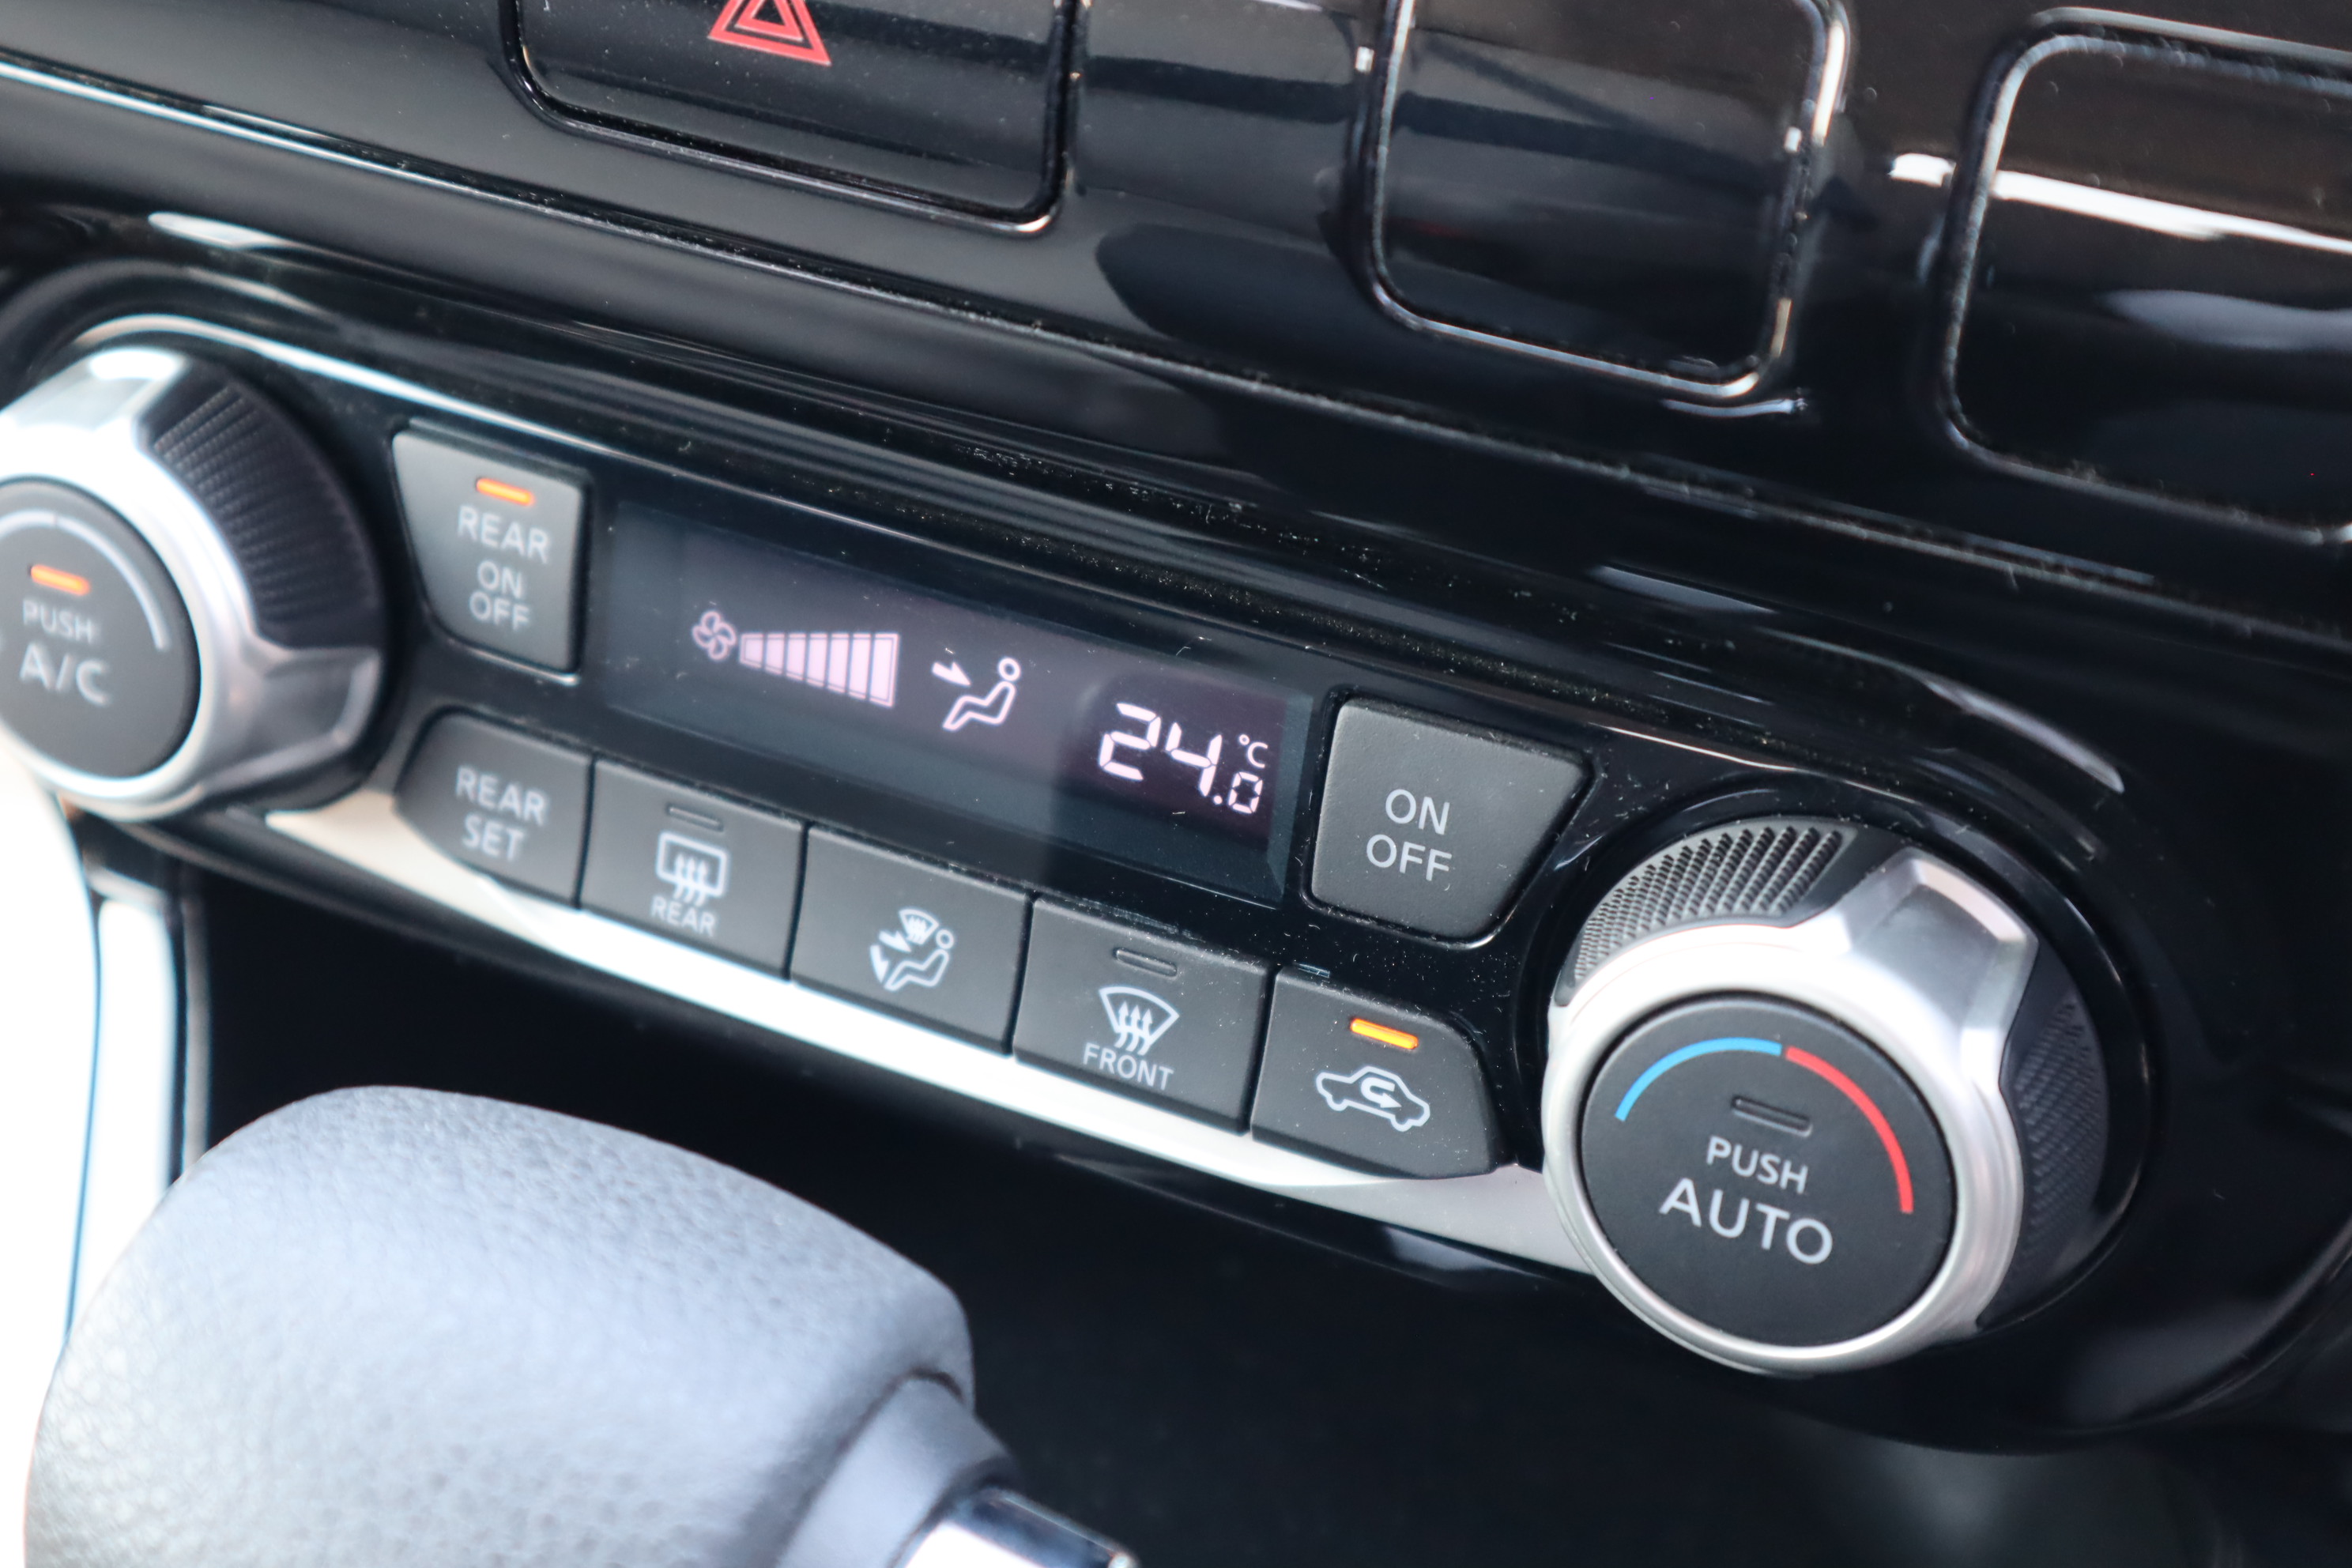 REAR
ON
OFF
PUSH
A/C
24.0°C
ON
OFF
REAR
SET
REAR
FRONT
PUSH
AUTO